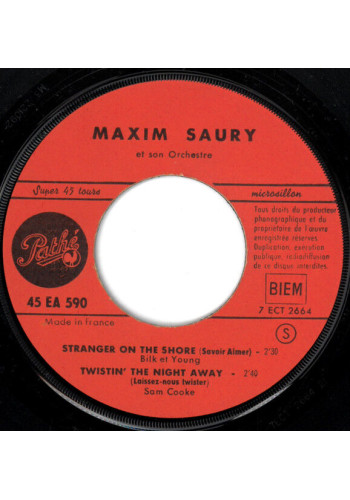 MAXIM SAURY
et son Orchestre
Super 45 tours
microsillon
Pathé
Tous droits du producteur
phonographique et du
propriétaire de l'œuvre
enregistrée réservés.
Duplication, exécution
publique, radiodiffusion
de ce disque interdites.
45 EA 590
BIEM
Made in France
7 ECT 2664
S
STRANGER ON THE SHORE (Savoir Aimer) - 2'30
Bilk et Young
TWISTIN' THE NIGHT AWAY - 2'40
(Laissez-nous twister)
Sam Cooke